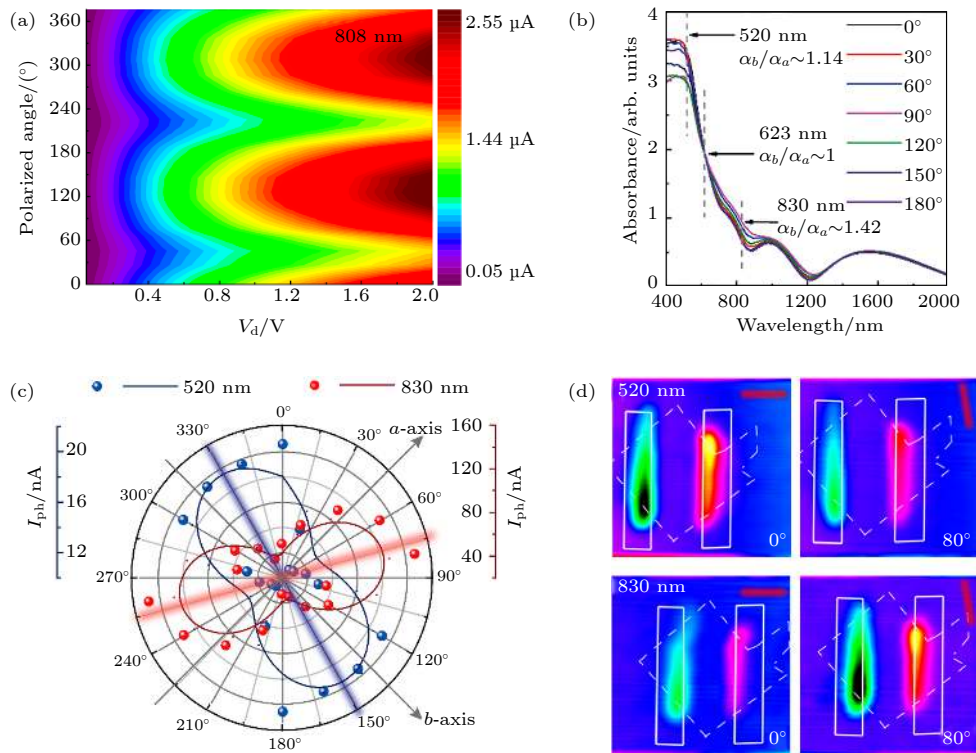 (a)
808 nm
Polarized angle/(°)
360
300
240
180
120
60
0
0.4
0.8
1.2
1.6
2.0
V_d/V
2.55 µA
1.44 µA
0.05 µA
(b)
Absorbance/arb. units
4
3
2
1
0
400
800
1200
1600
2000
Wavelength/nm
520 nm
α_b/α_a~1.14
623 nm
α_b/α_a~1
830 nm
α_b/α_a~1.42
0°
30°
60°
90°
120°
150°
180°
(c)
520 nm
830 nm
I_ph/nA
20
16
12
I_ph/nA
160
120
80
40
0°
30°
60°
90°
120°
150°
180°
210°
240°
270°
300°
330°
a-axis
b-axis
(d)
520 nm
0°
80°
830 nm
0°
80°